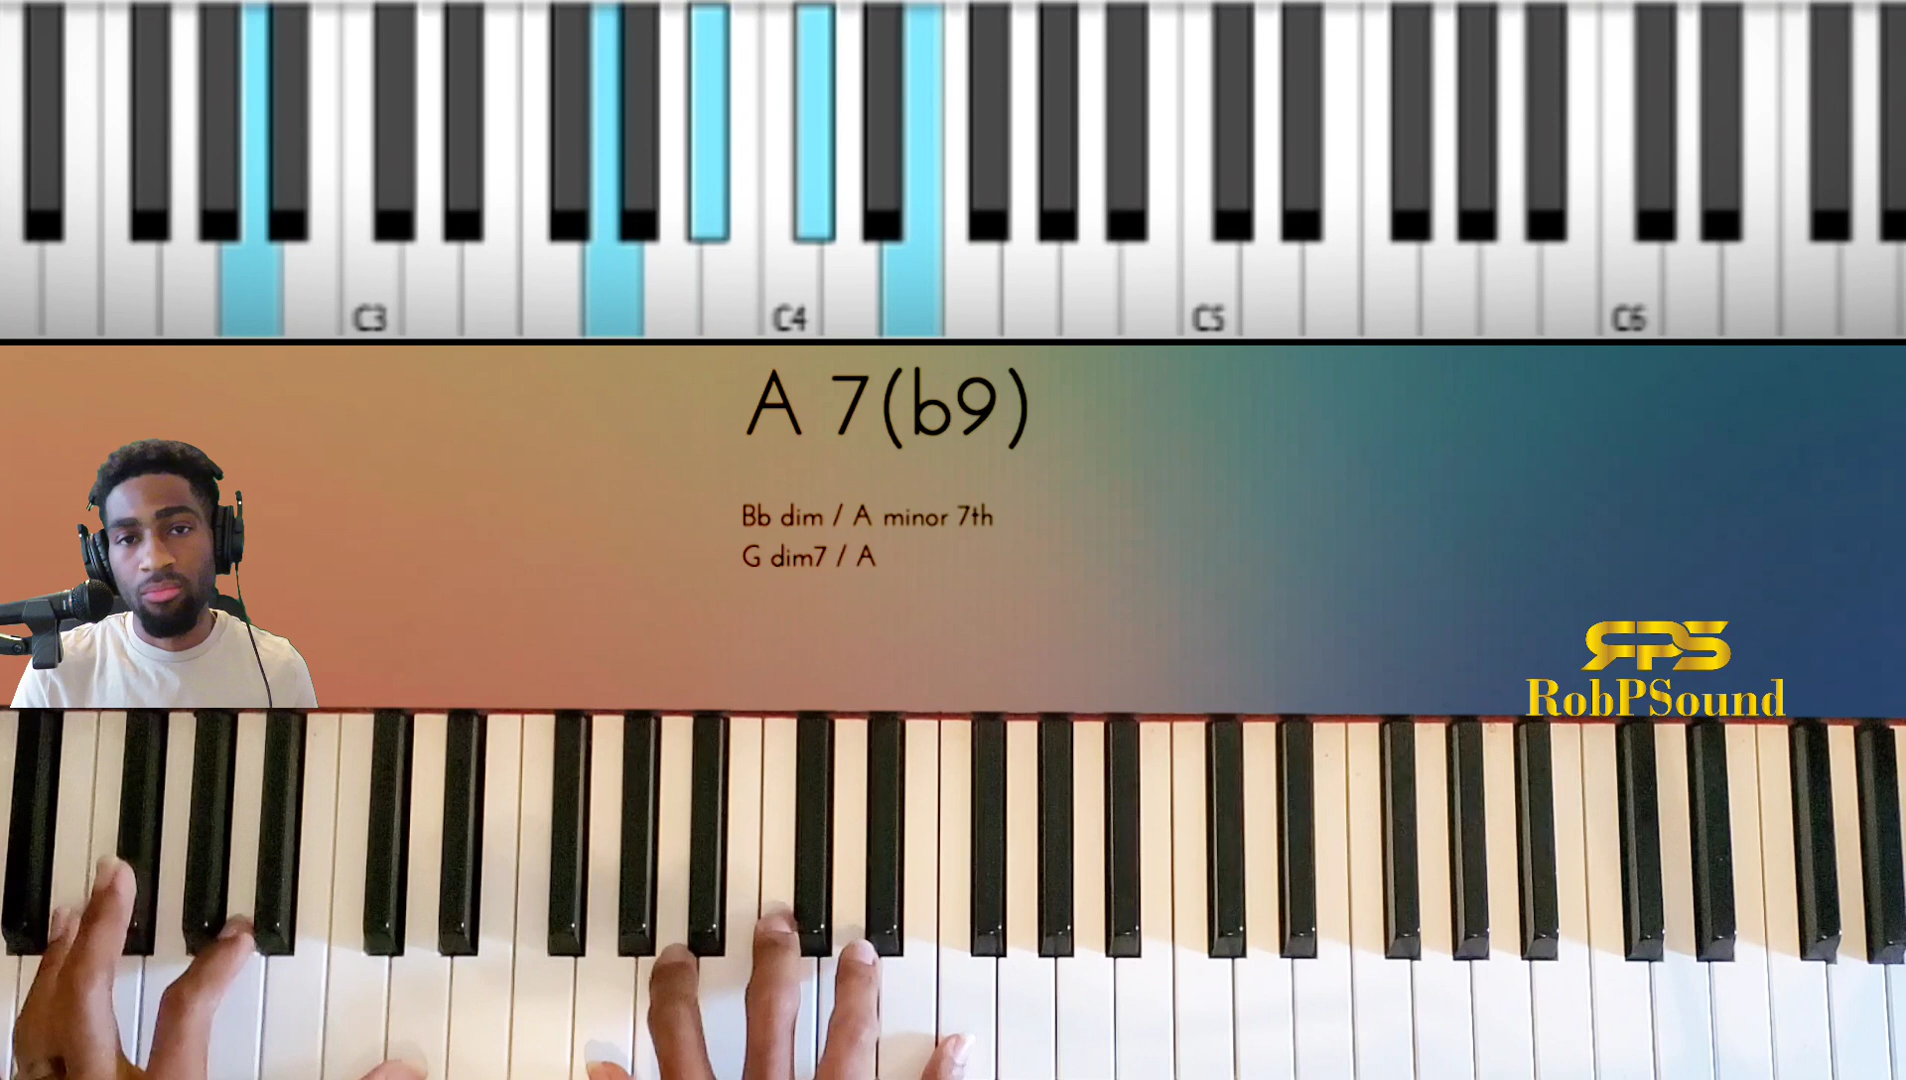 C3 C4 C5 C6
A 7(b9)
Bb dim / A minor 7th
G dim7 / A
RPS
RobPSound